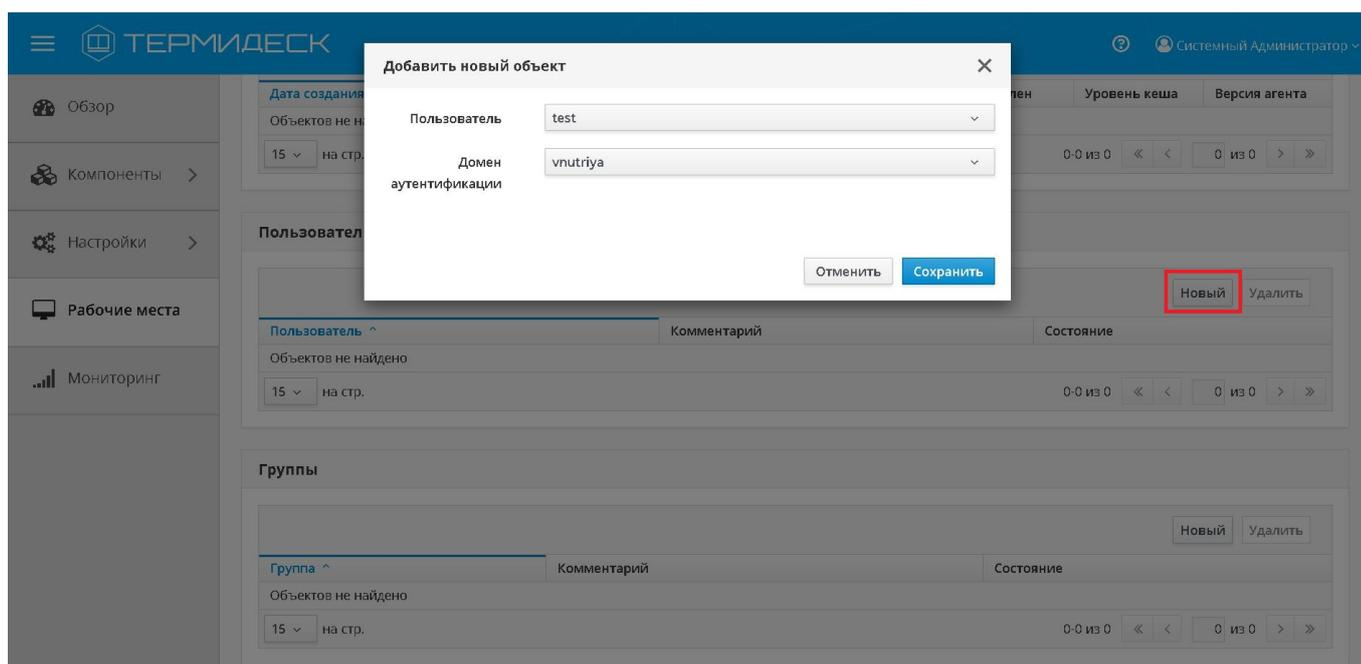 ТЕРМИДЕСК
Системный Администратор
Добавить новый объект
Пользователь test
Домен аутентификации vnutriya
Отменить Сохранить
Обзор
Компоненты
Настройки
Рабочие места
Мониторинг
Дата создания Уровень кеша Версия агента
Объектов не
15 на стр. 0-0 из 0 « < 0 из 0 > »
Новый Удалить
Пользователь Комментарий Состояние
Объектов не найдено
15 на стр. 0-0 из 0 « < 0 из 0 > »
Группы
Новый Удалить
Группа Комментарий Состояние
Объектов не найдено
15 на стр. 0-0 из 0 « < 0 из 0 > »